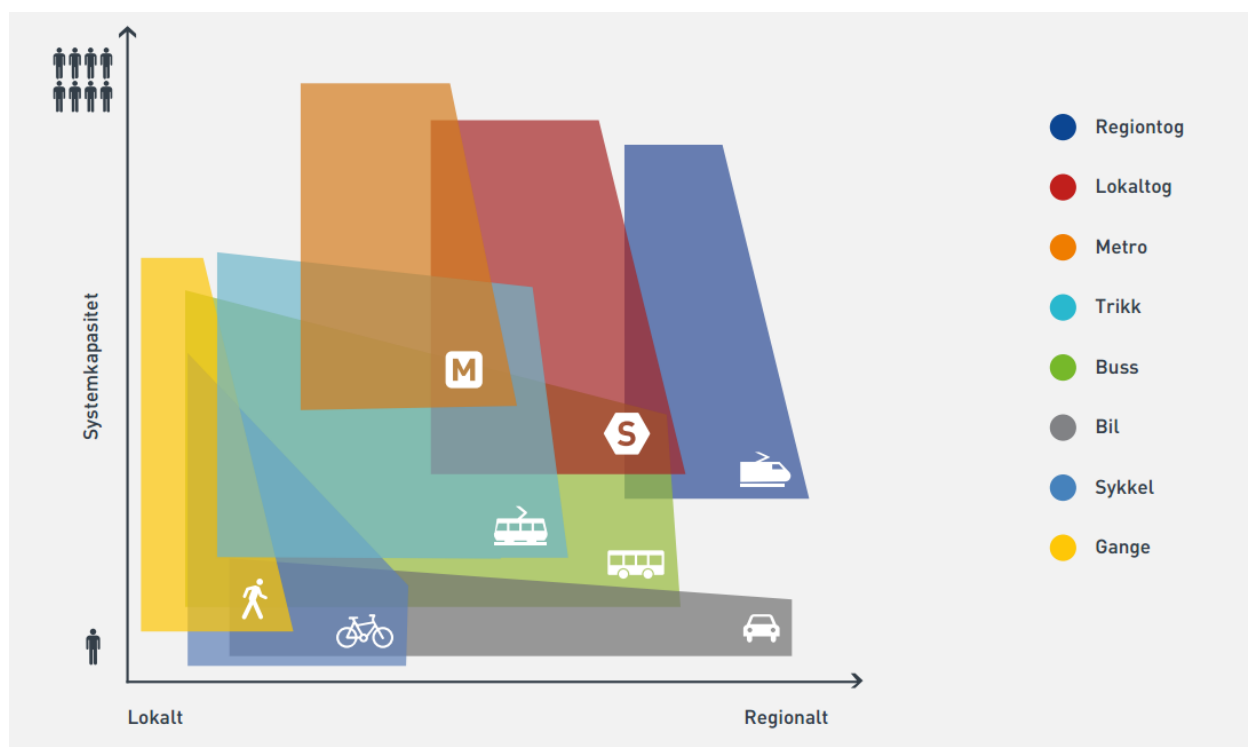 Systemkapasitet
M
S
Lokalt
Regionalt
Regiontog
Lokaltog
Metro
Trikk
Buss
Bil
Sykkel
Gange